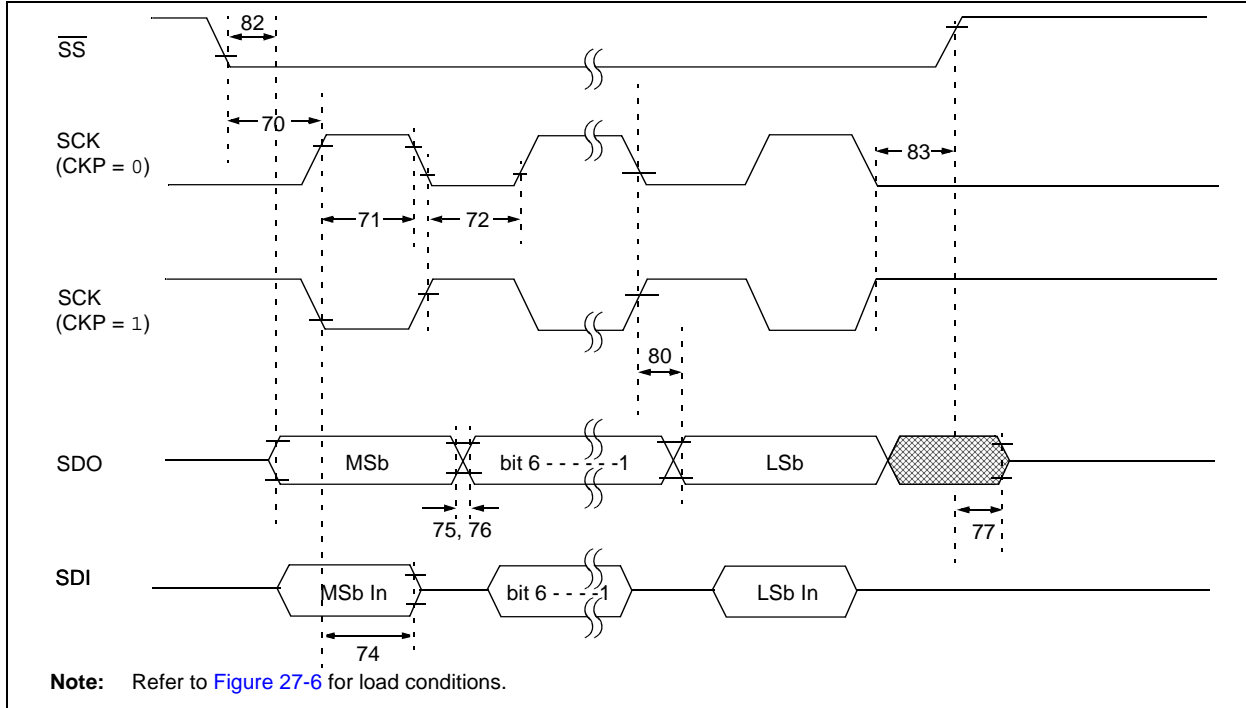 82
SS
70
SCK
(CKP = 0)
83
71
72
SCK
(CKP = 1)
80
SDO
MSb
bit 6 - - - - - -1
LSb
75, 76
77
SDI
MSb In
bit 6 - - - -1
LSb In
74
Note: Refer to Figure 27-6 for load conditions.